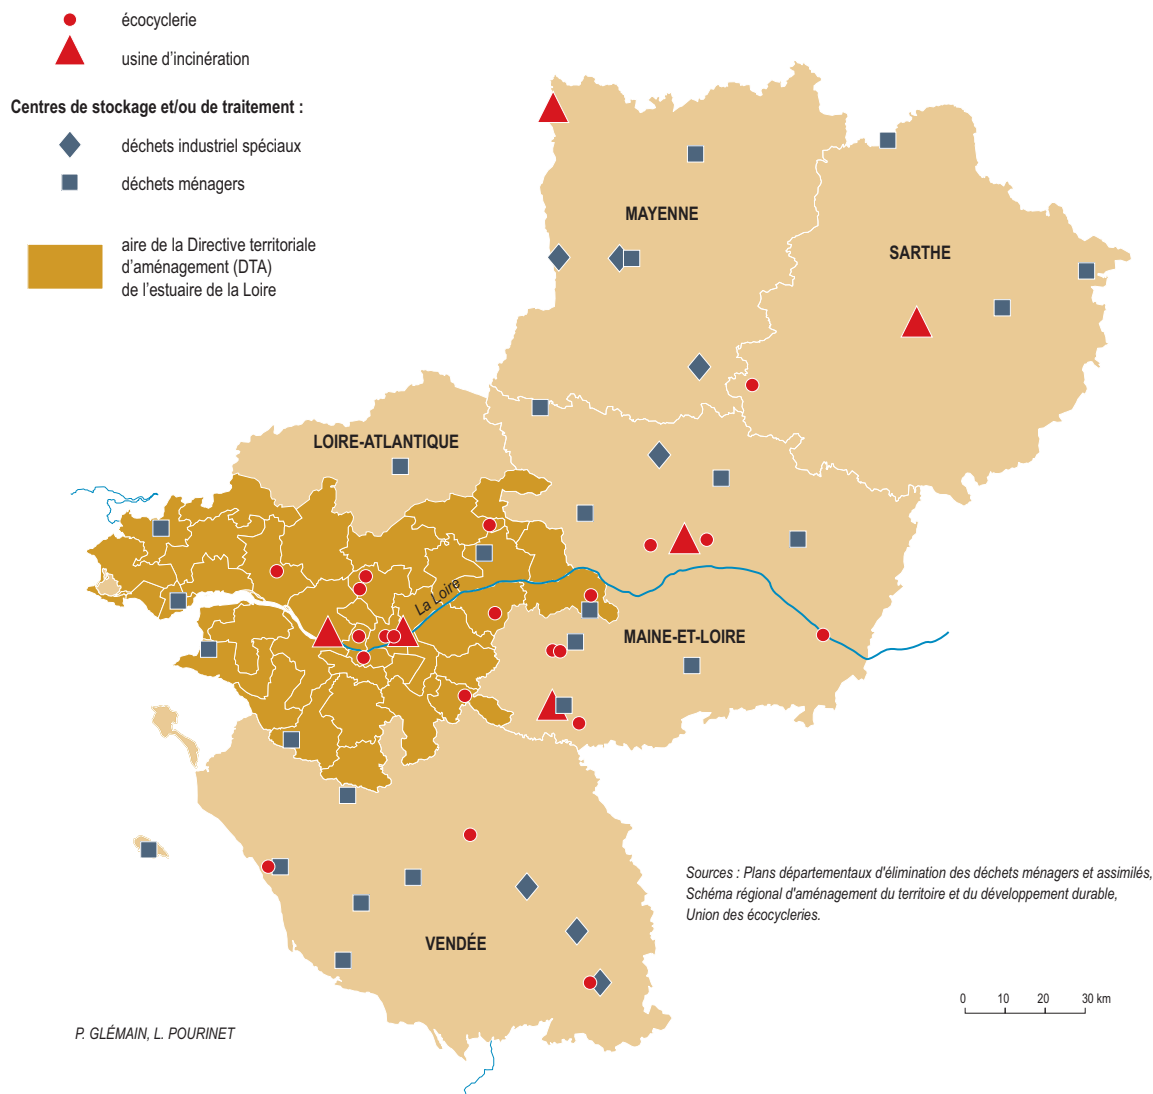 écocyclerie
usine d'incinération
Centres de stockage et/ou de traitement :
déchets industriel spéciaux
déchets ménagers
aire de la Directive territoriale
d'aménagement (DTA)
de l'estuaire de la Loire
MAYENNE
SARTHE
LOIRE-ATLANTIQUE
La Loire
MAINE-ET-LOIRE
VENDÉE
Sources : Plans départementaux d'élimination des déchets ménagers et assimilés,
Schéma régional d'aménagement du territoire et du développement durable,
Union des écocycleries.
0 10 20 30 km
P. GLÉMAIN, L. POURINET